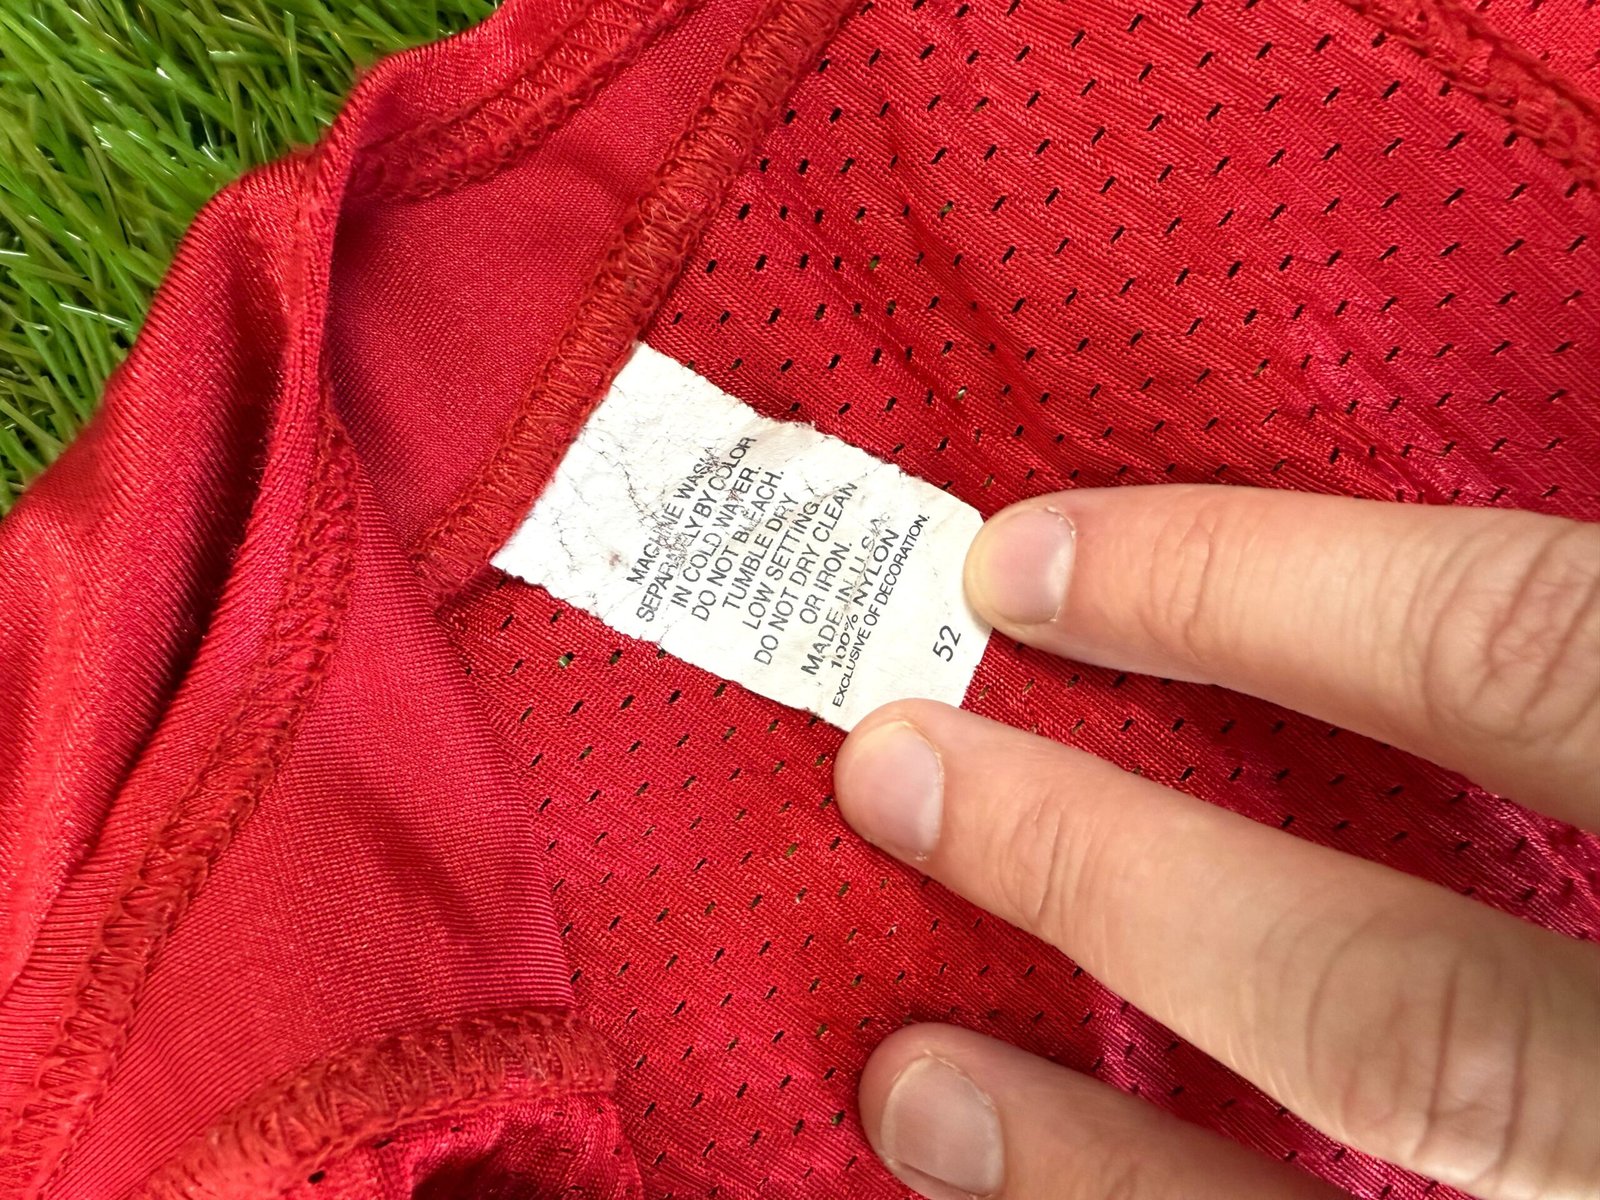 MACHINE WASH
SEPARATELY BY COLOR
IN COLD WATER.
DO NOT BLEACH.
TUMBLE DRY
LOW SETTING.
DO NOT DRY CLEAN
OR IRON.
MADE IN U.S.A.
100% NYLON
EXCLUSIVE OF DECORATION.
52